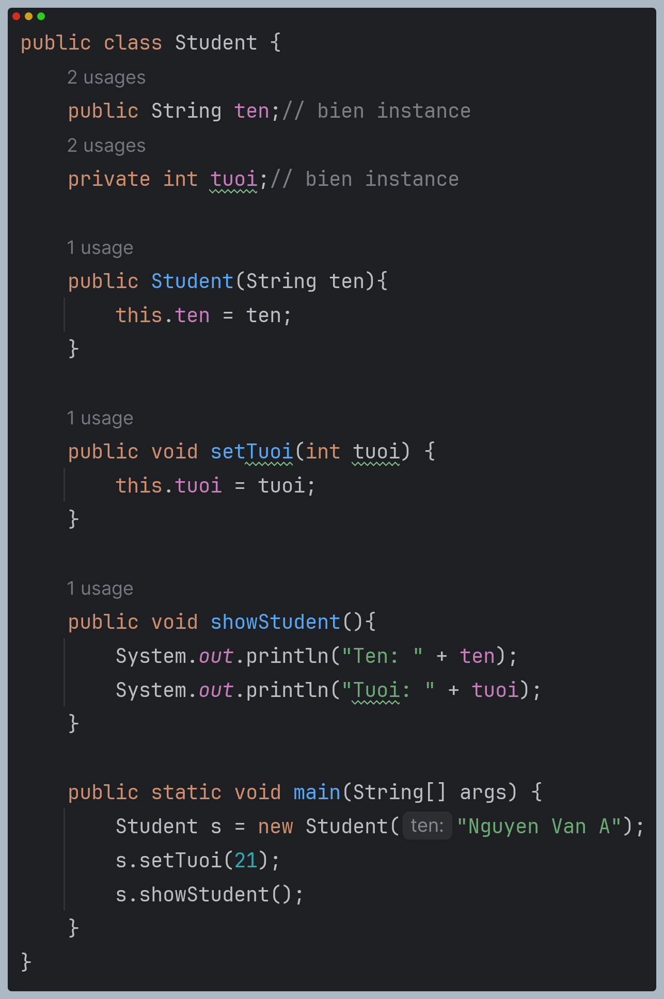 public class Student {
2 usages
public String ten;// bien instance
2 usages
private int tuoi;// bien instance
1 usage
public Student(String ten){
this.ten = ten;
}
1 usage
public void setTuoi(int tuoi) {
this.tuoi = tuoi;
}
1 usage
public void showStudent(){
System.out.println("Ten: " + ten);
System.out.println("Tuoi: " + tuoi);
}
public static void main(String[] args) {
Student s = new Student( ten: "Nguyen Van A");
s.setTuoi(21);
s.showStudent();
}
}